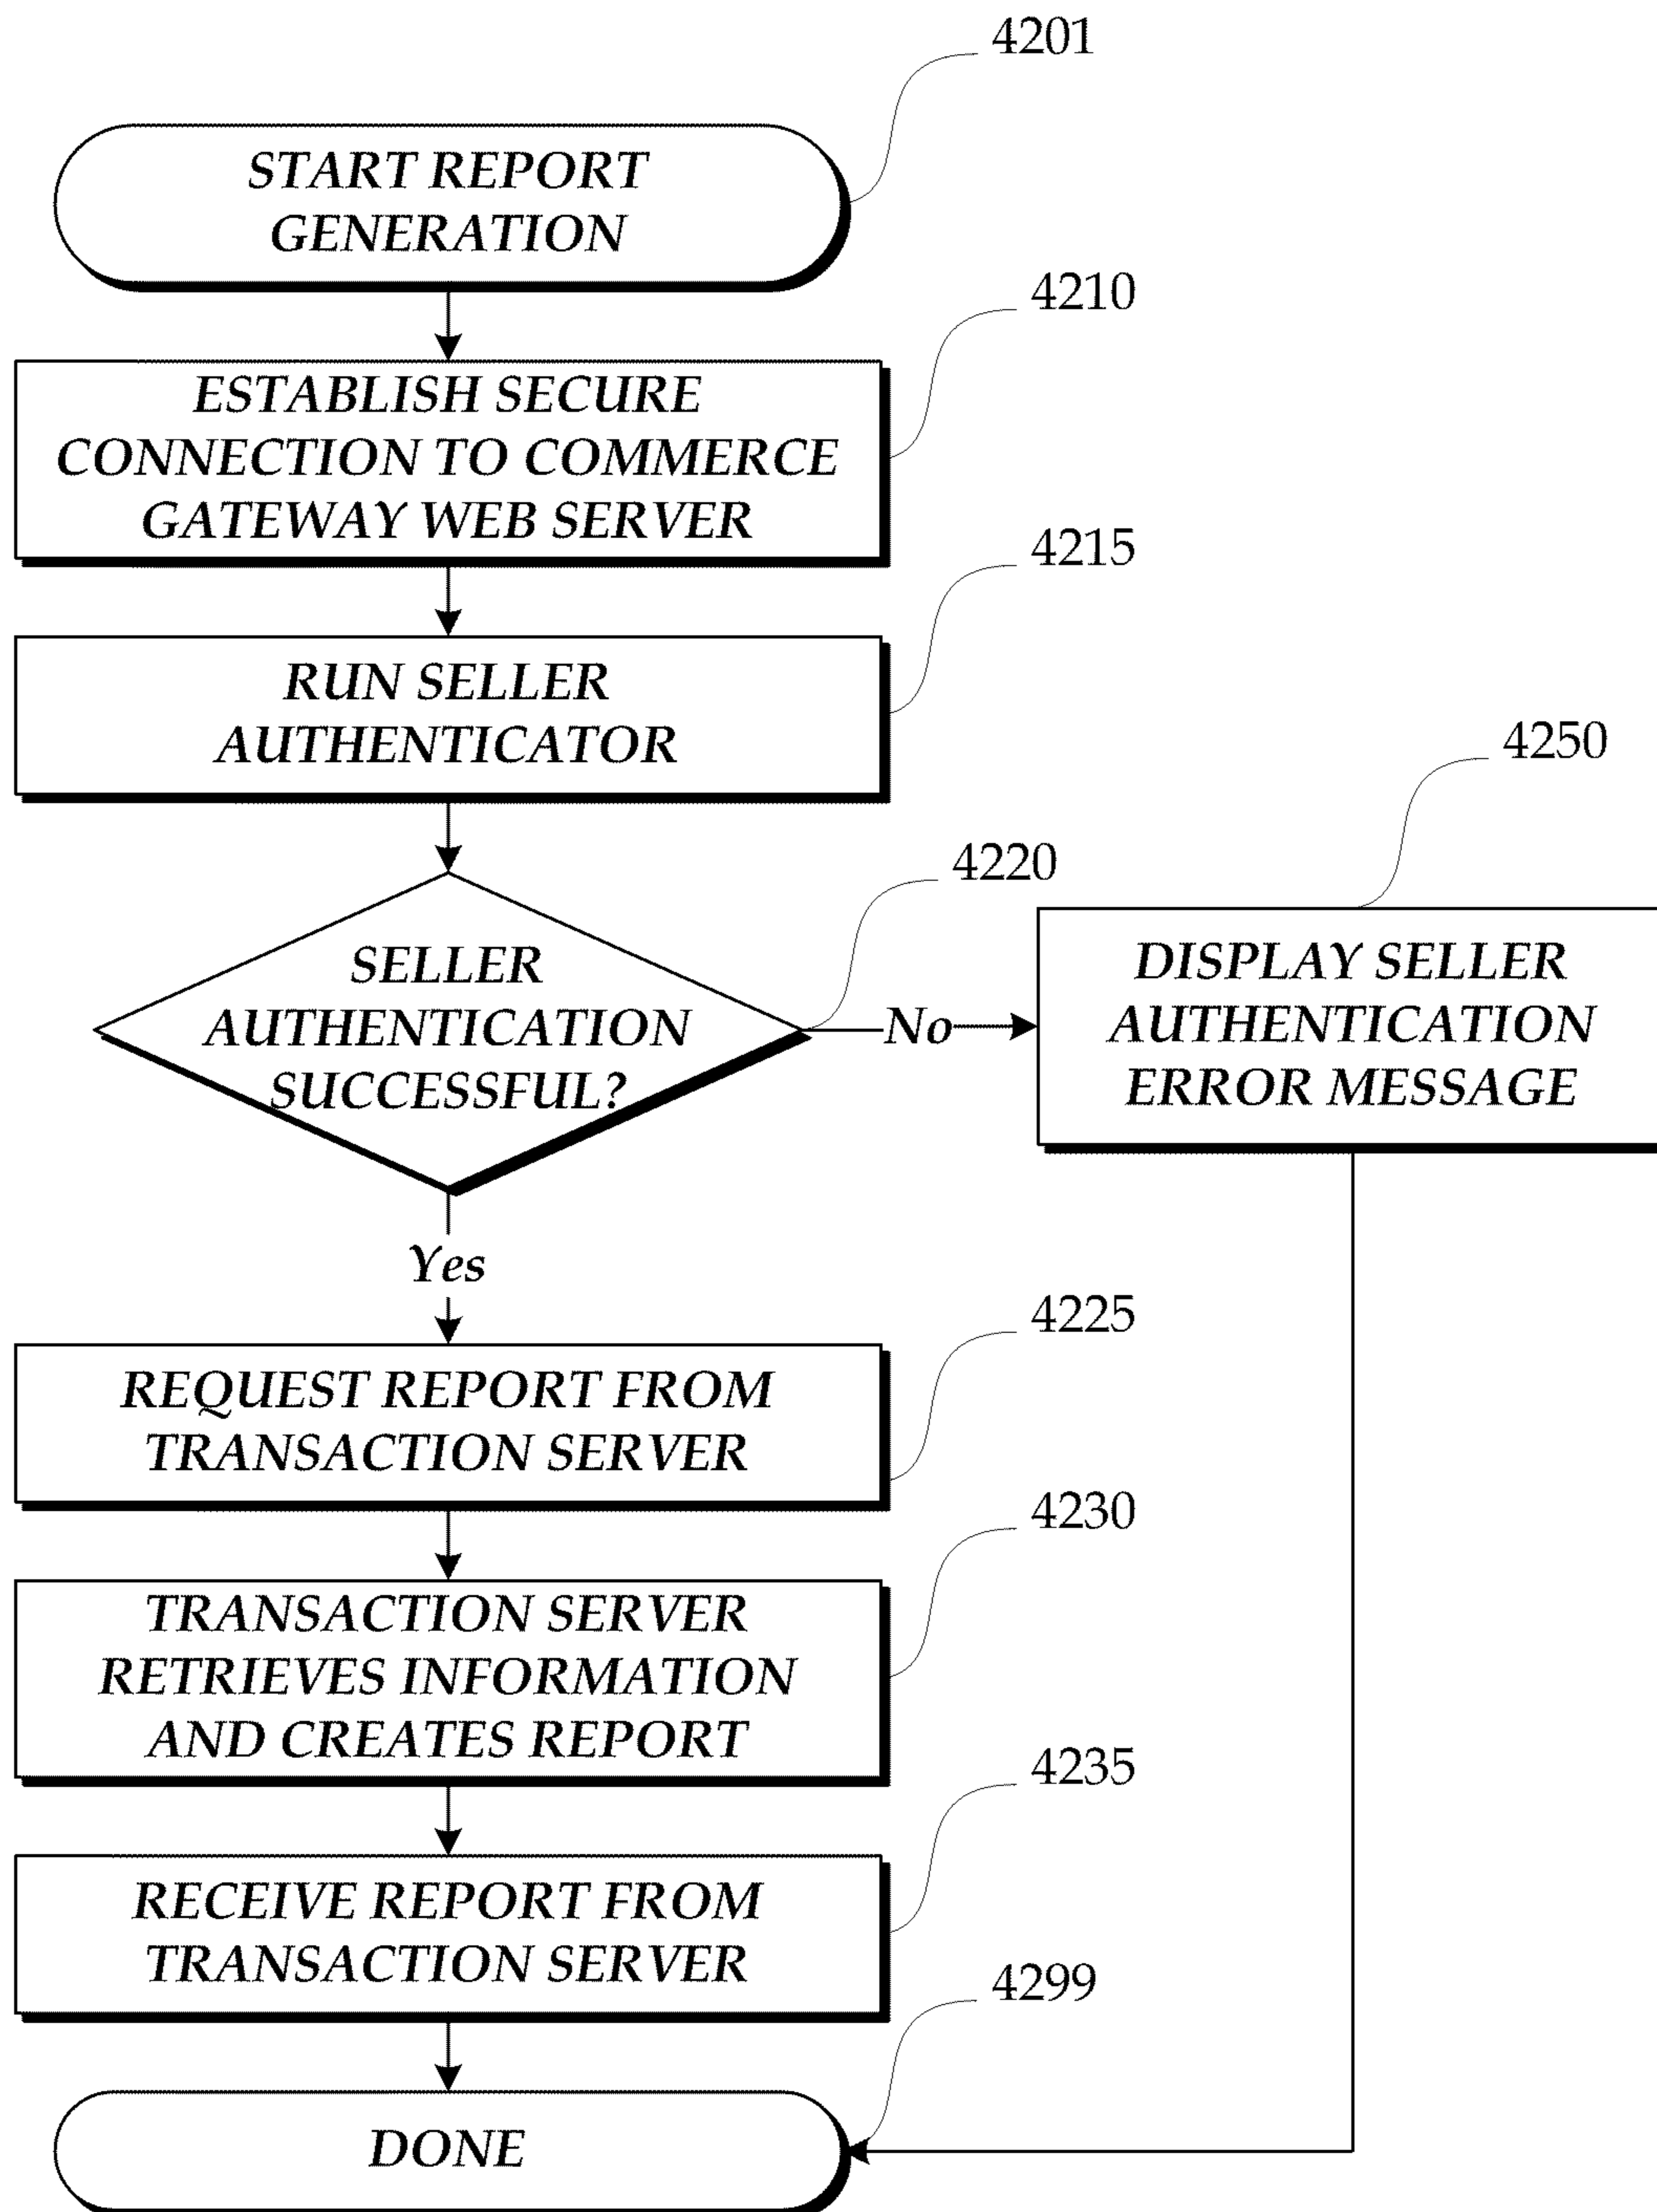 4201
START REPORT
GENERATION
4210
ESTABLISH SECURE
CONNECTION TO COMMERCE
GATEWAY WEB SERVER
4215
RUN SELLER
AUTHENTICATOR
4220
SELLER
AUTHENTICATION
SUCCESSFUL?
No
4250
DISPLAY SELLER
AUTHENTICATION
ERROR MESSAGE
Yes
4225
REQUEST REPORT FROM
TRANSACTION SERVER
4230
TRANSACTION SERVER
RETRIEVES INFORMATION
AND CREATES REPORT
4235
RECEIVE REPORT FROM
TRANSACTION SERVER
4299
DONE